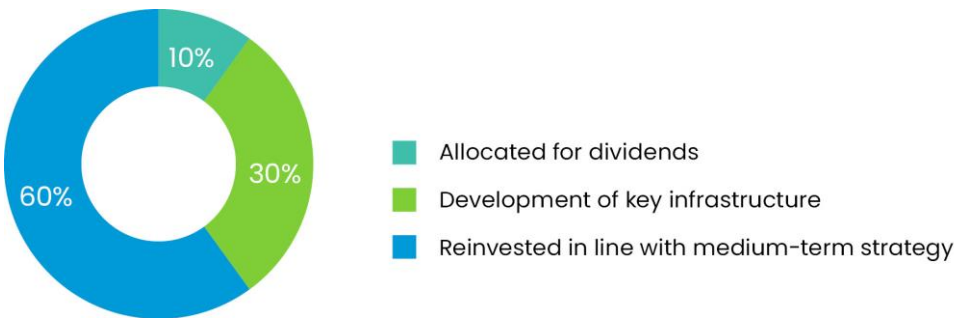 10%
30%
60%
Allocated for dividends
Development of key infrastructure
Reinvested in line with medium-term strategy